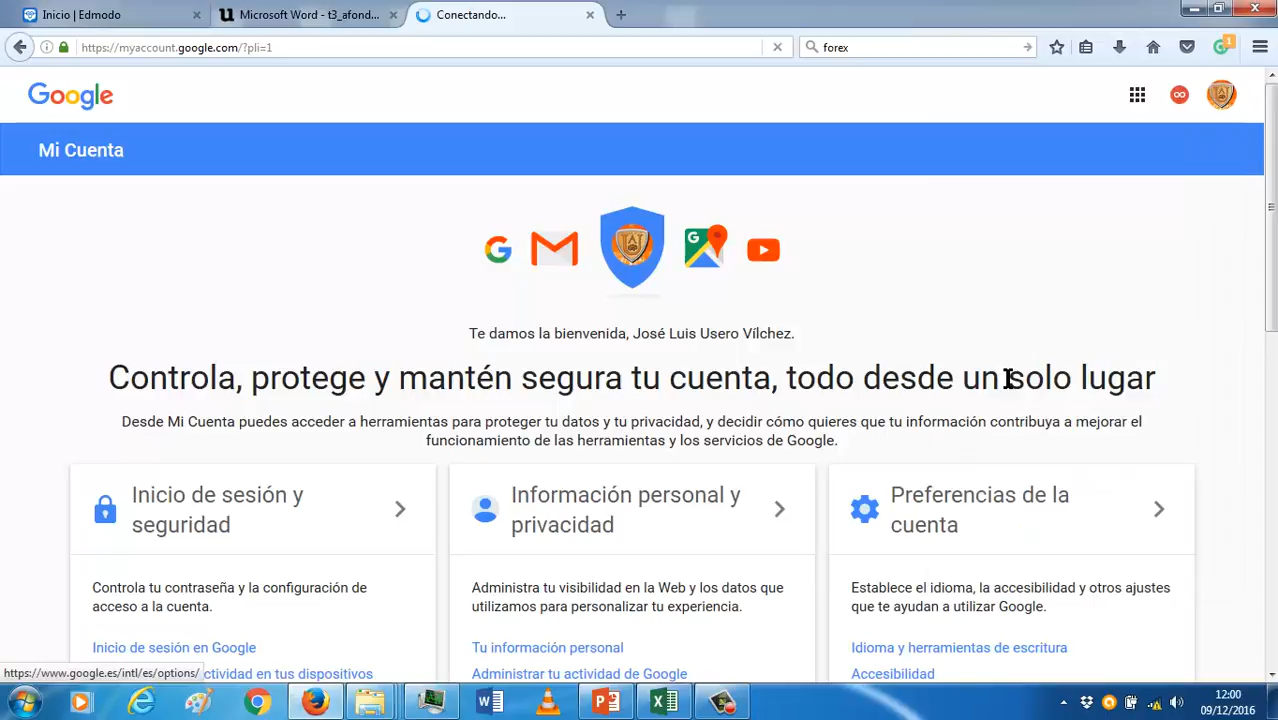 Inicio | Edmodo
Microsoft Word - t3_afond...
Conectando...
https://myaccount.google.com/?pli=1
forex
1
Google
Mi Cuenta
Te damos la bienvenida, José Luis Usero Vílchez.
Controla, protege y mantén segura tu cuenta, todo desde un solo lugar
Desde Mi Cuenta puedes acceder a herramientas para proteger tu datos y tu privacidad, y decidir cómo quieres que tu información contribuya a mejorar el
funcionamiento de las herramientas y los servicios de Google.
Inicio de sesión y
seguridad
Controla tu contraseña y la configuración de
acceso a la cuenta.
Inicio de sesión en Google
actividad en tus dispositivos
Información personal y
privacidad
Administra tu visibilidad en la Web y los datos que
utilizamos para personalizar tu experiencia.
Tu información personal
Administrar tu actividad de Google
Preferencias de la
cuenta
Establece el idioma, la accesibilidad y otros ajustes
que te ayudan a utilizar Google.
Idioma y herramientas de escritura
Accesibilidad
https://www.google.es/intl/es/options/
12:00
09/12/2016